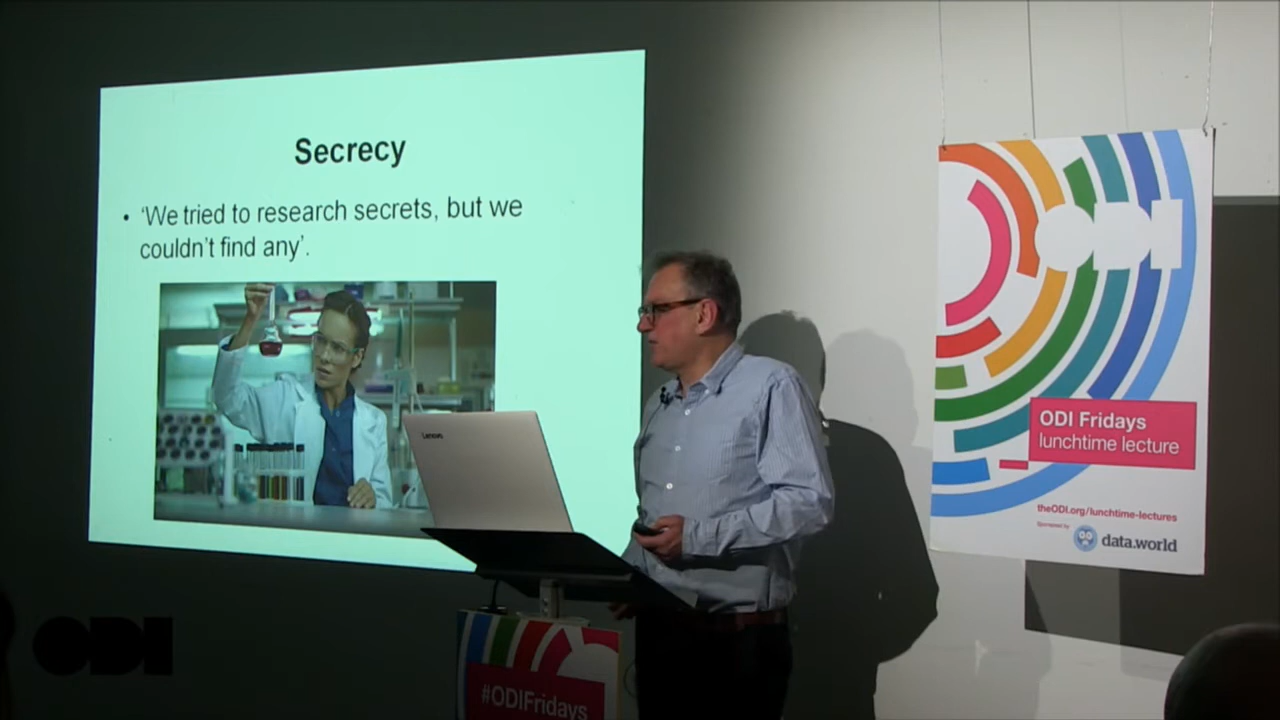 Secrecy
• ‘We tried to research secrets, but we
couldn’t find any’.
Lenovo
ODI Fridays
lunchtime lecture
theODI.org/lunchtime-lectures
Sponsored by
data.world
ODI
#ODIFridays